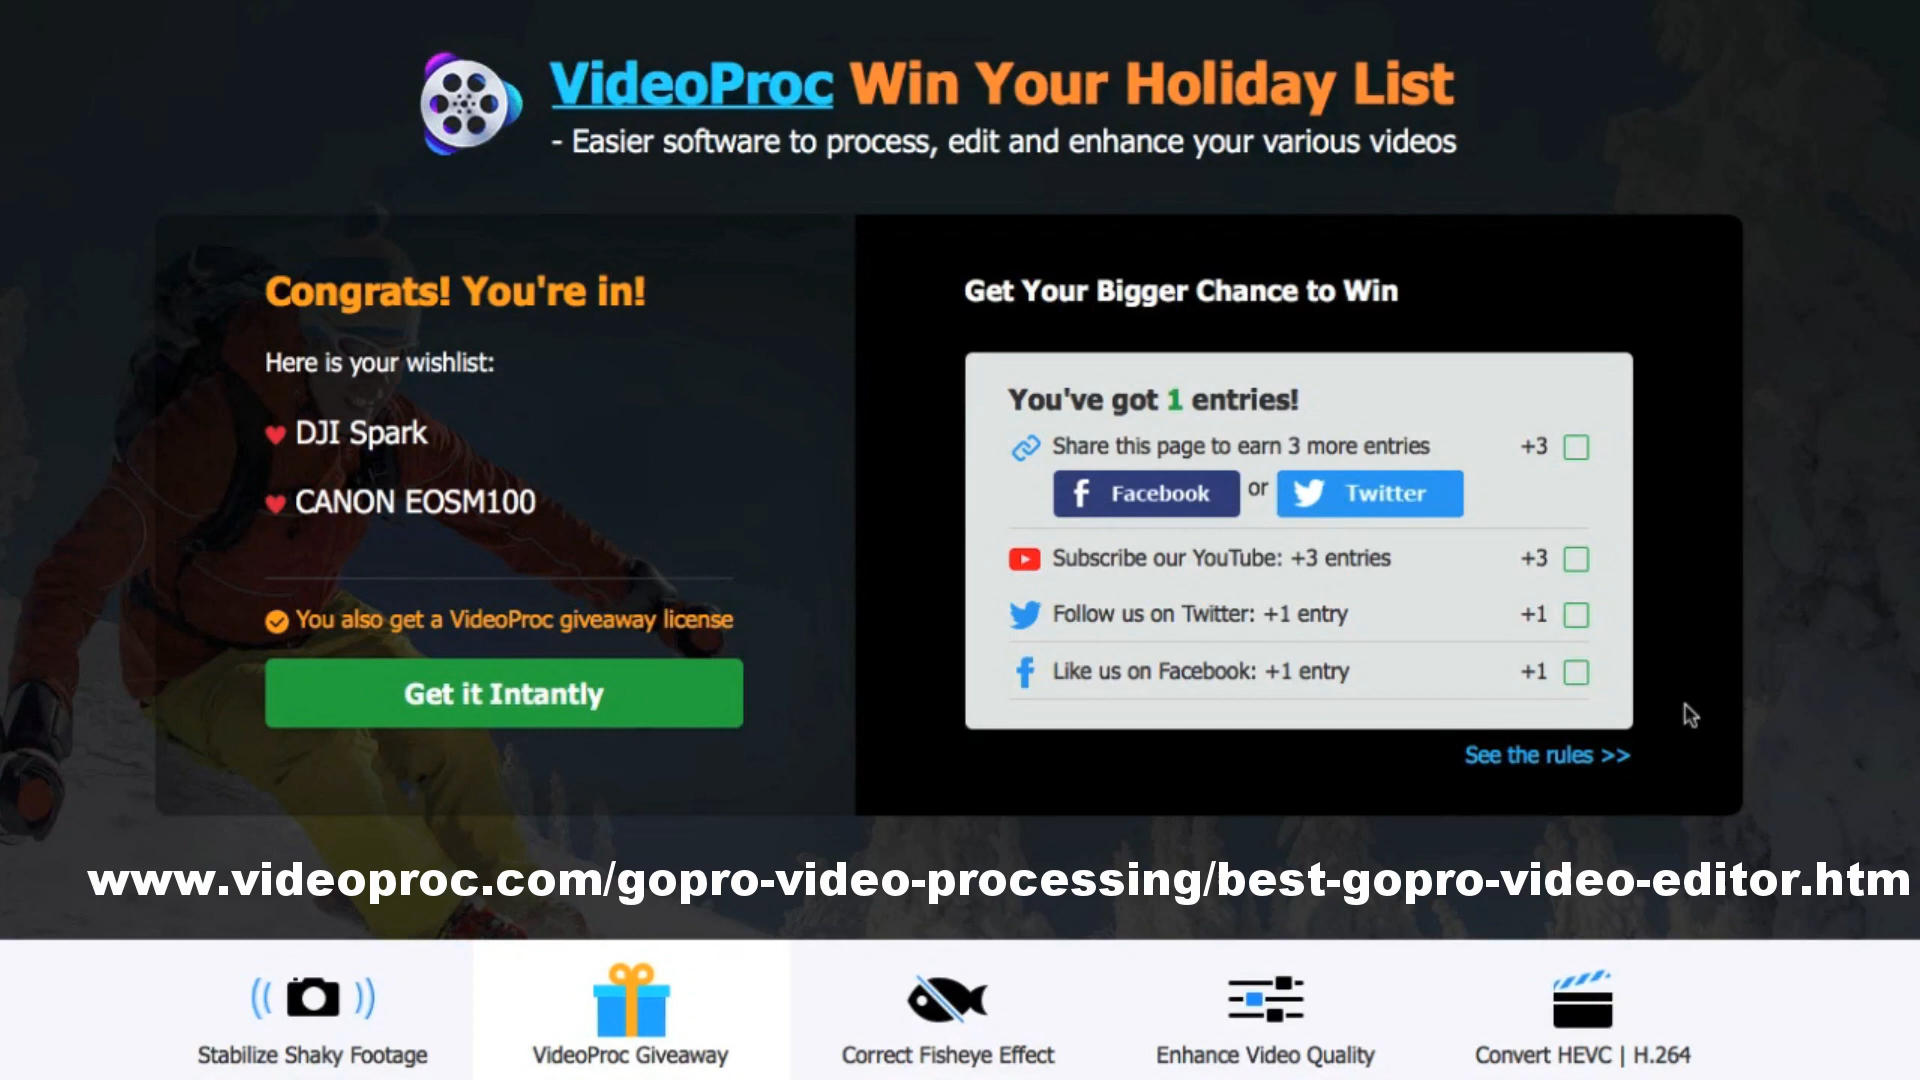 VideoProc Win Your Holiday List
- Easier software to process, edit and enhance your various videos
Congrats! You're in!
Here is your wishlist:
DJI Spark
CANON EOSM100
You also get a VideoProc giveaway license
Get it Intantly
Get Your Bigger Chance to Win
You've got 1 entries!
Share this page to earn 3 more entries +3
Facebook or Twitter
Subscribe our YouTube: +3 entries +3
Follow us on Twitter: +1 entry +1
Like us on Facebook: +1 entry +1
See the rules >>
www.videoproc.com/gopro-video-processing/best-gopro-video-editor.htm
Stabilize Shaky Footage
VideoProc Giveaway
Correct Fisheye Effect
Enhance Video Quality
Convert HEVC | H.264